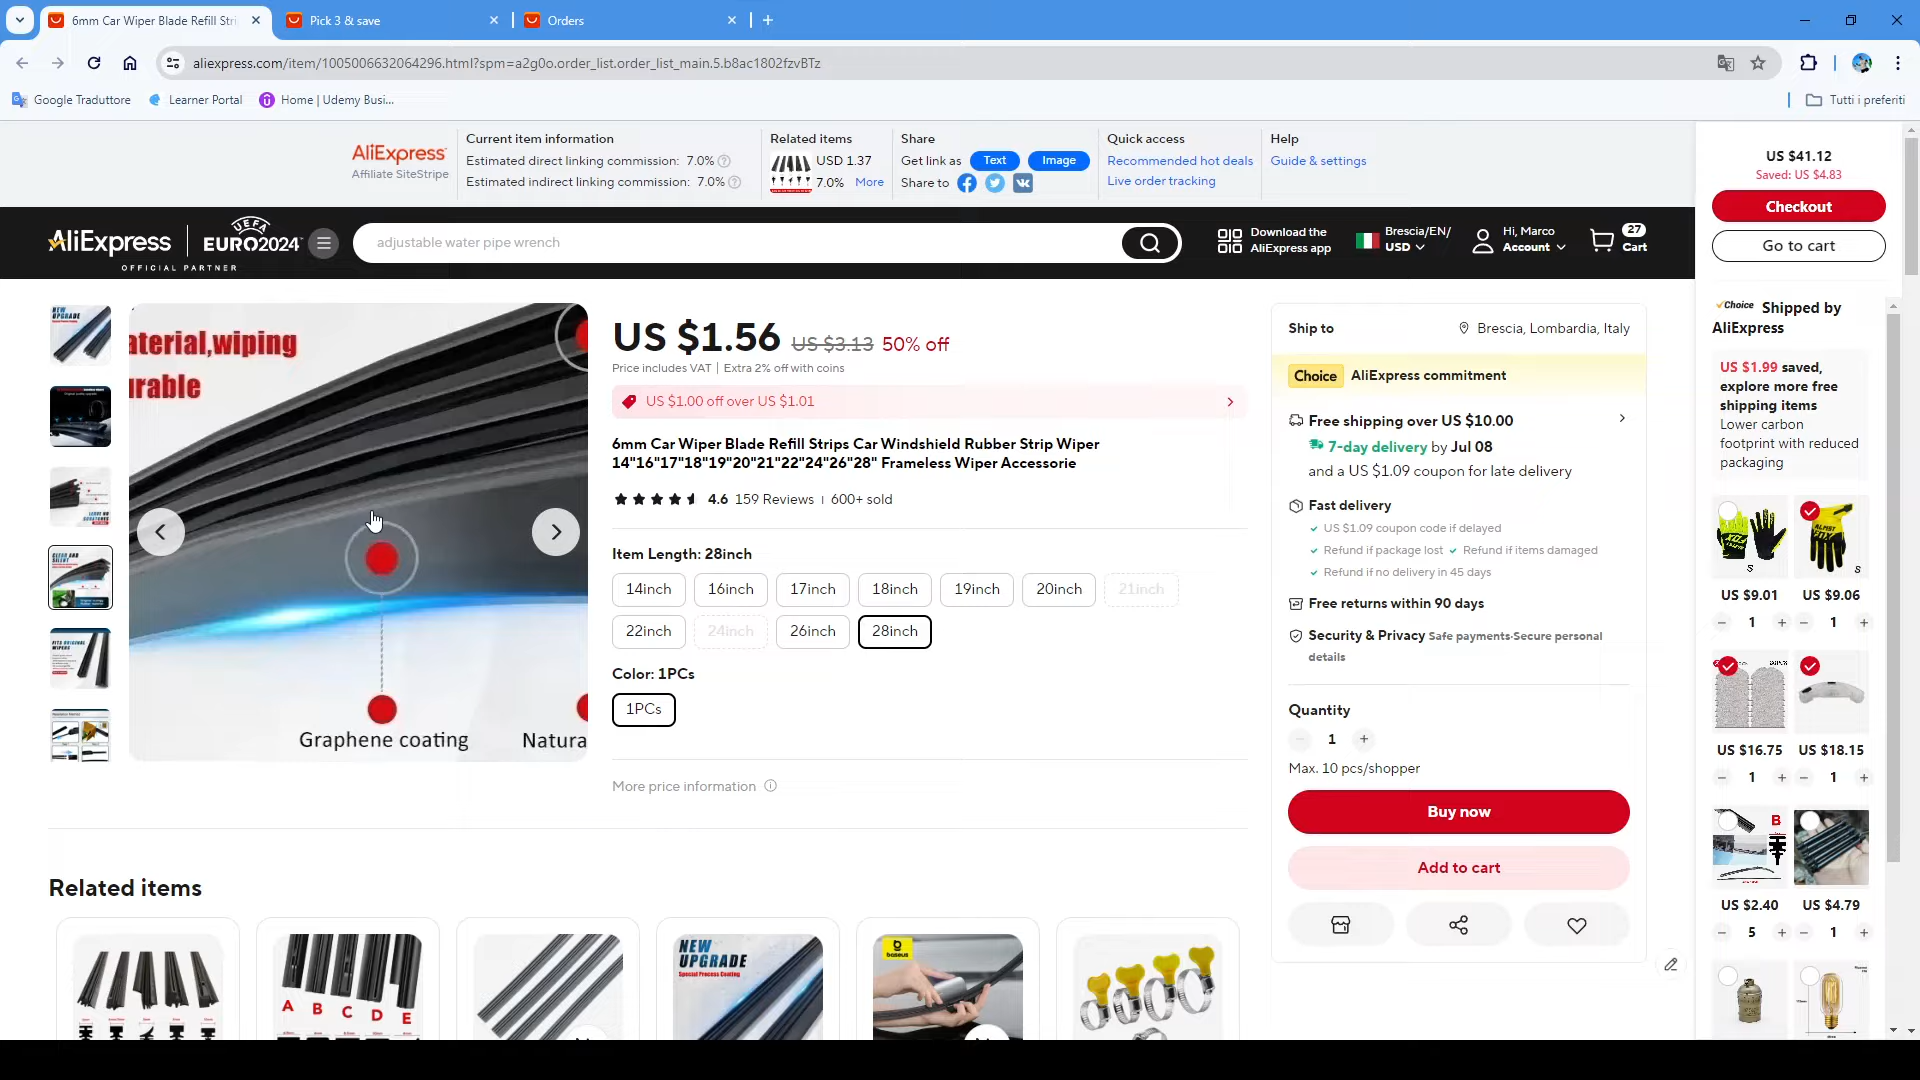 6mm Car Wiper Blade Refill Stri
Pick 3 & save
Orders
aliexpress.com/item/1005006632064296.html?spm=a2g0o.order_list.order_list_main.5.b8ac1802fzvBTz
Google Traduttore
Learner Portal
Home | Udemy Busi...
Tutti i preferiti
AliExpress
Affiliate SiteStripe
Current item information
Estimated direct linking commission: 7.0%
Estimated indirect linking commission: 7.0%
Related items
USD 1.37
7.0% More
Share
Get link as Text Image
Share to
Quick access
Recommended hot deals
Live order tracking
Help
Guide & settings
AliExpress
UEFA
EURO2024
OFFICIAL PARTNER
adjustable water pipe wrench
Download the
AliExpress app
Brescia/EN/
USD
Hi, Marco
Account
27
Cart
US $41.12
Saved: US $4.83
Checkout
Go to cart
Choice Shipped by
AliExpress
US $1.99 saved,
explore more free
shipping items
Lower carbon
footprint with reduced
packaging
US $9.01
US $9.06
1
1
US $16.75
US $18.15
1
1
B
US $2.40
US $4.79
5
1
NEW
UPGRADE
aterial,wiping
rable
Graphene coating
Natura
US $1.56 US $3.13 50% off
Price includes VAT | Extra 2% off with coins
US $1.00 off over US $1.01
6mm Car Wiper Blade Refill Strips Car Windshield Rubber Strip Wiper
14"16"17"18"19"20"21"22"24"26"28" Frameless Wiper Accessorie
4.6 159 Reviews | 600+ sold
Item Length: 28inch
14inch 16inch 17inch 18inch 19inch 20inch 21inch
22inch 24inch 26inch 28inch
Color: 1PCs
1PCs
More price information
Ship to
Brescia, Lombardia, Italy
Choice AliExpress commitment
Free shipping over US $10.00
7-day delivery by Jul 08
and a US $1.09 coupon for late delivery
Fast delivery
US $1.09 coupon code if delayed
Refund if package lost Refund if items damaged
Refund if no delivery in 45 days
Free returns within 90 days
Security & Privacy Safe payments·Secure personal
details
Quantity
1
Max. 10 pcs/shopper
Buy now
Add to cart
Related items
A B C D E
NEW
UPGRADE
Special Process Coating
baseus